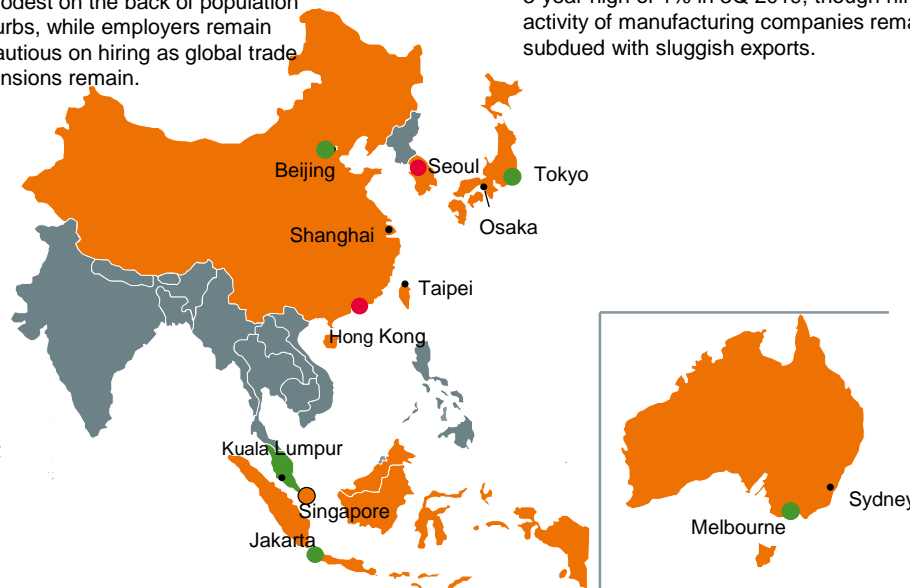 odest on the back of population
urbs, while employers remain
autious on hiring as global trade
nsions remain.
activity of manufacturing companies rema
subdued with sluggish exports.
Beijing
Seoul
Tokyo
Osaka
Shanghai
Taipei
Hong Kong
Kuala Lumpur
Singapore
Jakarta
Sydney
Melbourne